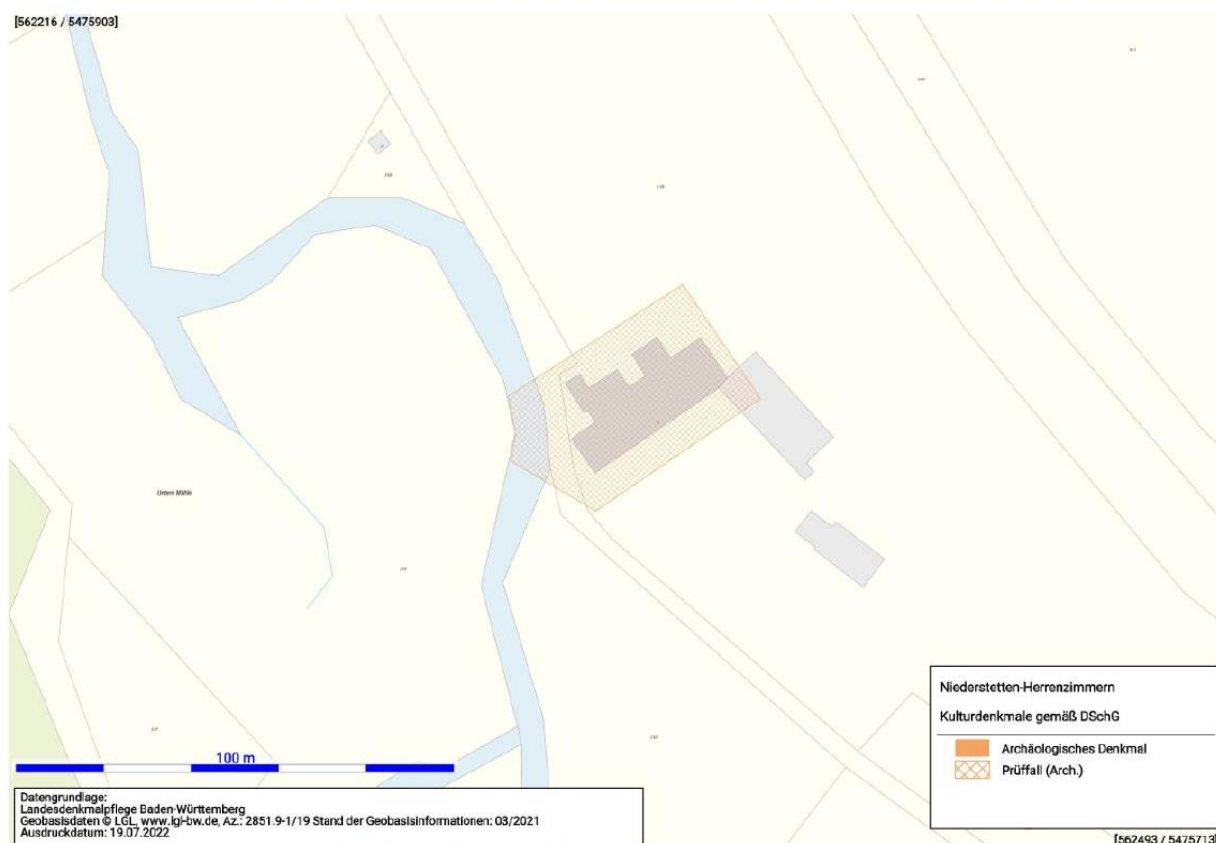 [562216 / 5475903]
Untere Mühle
100 m
Niederstetten-Herrenzimmern
Kulturdenkmale gemäß DSchG
Archäologisches Denkmal
Prüffall (Arch.)
Datengrundlage:
Landesdenkmalpflege Baden-Württemberg
Geobasisdaten © LGL, www.lgl-bw.de, Az.: 2851.9-1/19 Stand der Geobasisinformationen: 03/2021
Ausdruckdatum: 19.07.2022
[562493 / 5475713]